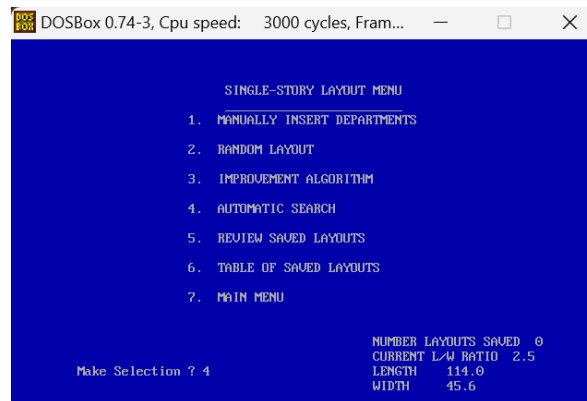 DOS BOX DOSBox 0.74-3, Cpu speed: 3000 cycles, Fram...
SINGLE-STORY LAYOUT MENU
1. MANUALLY INSERT DEPARTMENTS
2. RANDOM LAYOUT
3. IMPROVEMENT ALGORITHM
4. AUTOMATIC SEARCH
5. REVIEW SAVED LAYOUTS
6. TABLE OF SAVED LAYOUTS
7. MAIN MENU
NUMBER LAYOUTS SAVED 0
CURRENT L/W RATIO 2.5
Make Selection ? 4 LENGTH 114.0
WIDTH 45.6